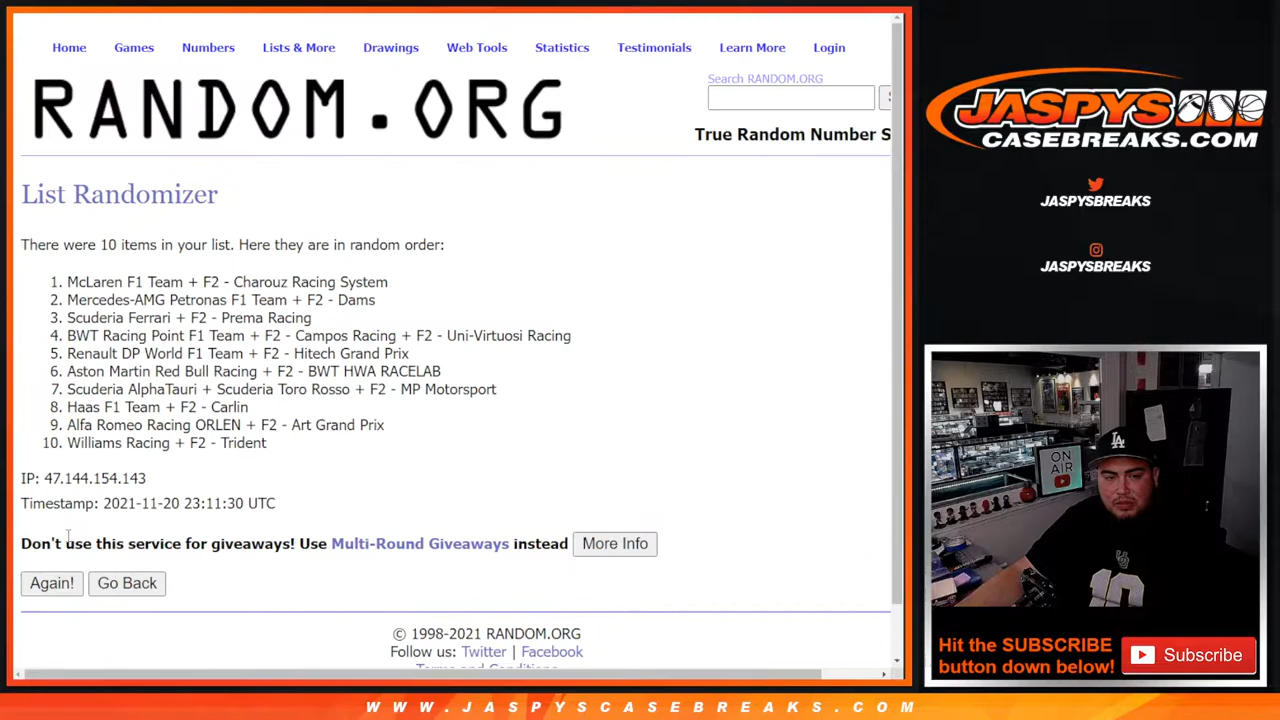 Home Games Numbers Lists & More Drawings Web Tools Statistics Testimonials Learn More Login
RANDOM.ORG
Search RANDOM.ORG
True Random Number S
List Randomizer
There were 10 items in your list. Here they are in random order:
1. McLaren F1 Team + F2 - Charouz Racing System
2. Mercedes-AMG Petronas F1 Team + F2 - Dams
3. Scuderia Ferrari + F2 - Prema Racing
4. BWT Racing Point F1 Team + F2 - Campos Racing + F2 - Uni-Virtuosi Racing
5. Renault DP World F1 Team + F2 - Hitech Grand Prix
6. Aston Martin Red Bull Racing + F2 - BWT HWA RACELAB
7. Scuderia AlphaTauri + Scuderia Toro Rosso + F2 - MP Motorsport
8. Haas F1 Team + F2 - Carlin
9. Alfa Romeo Racing ORLEN + F2 - Art Grand Prix
10. Williams Racing + F2 - Trident
IP: 47.144.154.143
Timestamp: 2021-11-20 23:11:30 UTC
Don't use this service for giveaways! Use Multi-Round Giveaways instead More Info
Again! Go Back
© 1998-2021 RANDOM.ORG
Follow us: Twitter | Facebook
Terms and Conditions
JASPYS
CASEBREAKS.COM
JASPYSBREAKS
JASPYSBREAKS
ON
AIR
LA
10
Hit the SUBSCRIBE
button down below!
Subscribe
WWW.JASPYSCASEBREAKS.COM